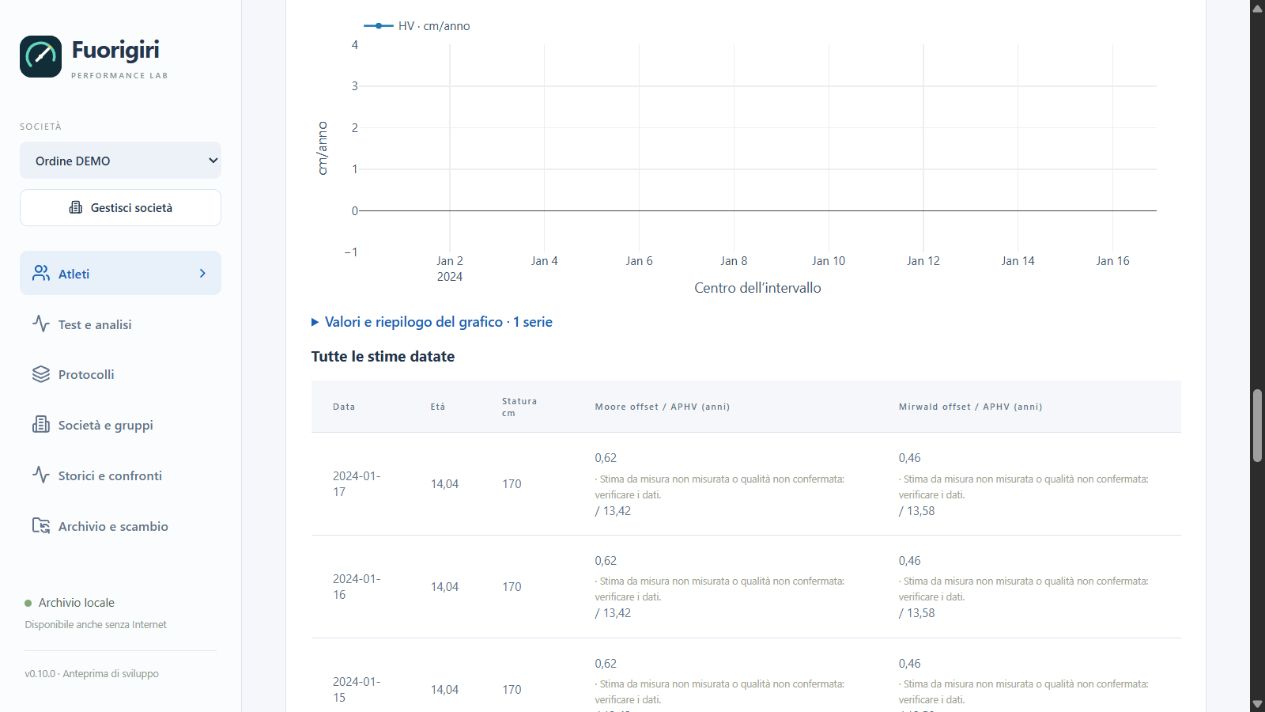 Fuorigiri
PERFORMANCE LAB
SOCIETÀ
Ordine DEMO
Gestisci società
Atleti
Test e analisi
Protocolli
Società e gruppi
Storici e confronti
Archivio e scambio
Archivio locale
Disponibile anche senza Internet
v0.10.0 · Anteprima di sviluppo
HV · cm/anno
4
3
2
1
0
−1
cm/anno
Jan 2
2024
Jan 4
Jan 6
Jan 8
Jan 10
Jan 12
Jan 14
Jan 16
Centro dell'intervallo
Valori e riepilogo del grafico · 1 serie
Tutte le stime datate
Data
Età
Statura
cm
Moore offset / APHV (anni)
Mirwald offset / APHV (anni)
2024-01-
17
14,04
170
0,62
· Stima da misura non misurata o qualità non confermata:
verificare i dati.
/ 13,42
0,46
· Stima da misura non misurata o qualità non confermata:
verificare i dati.
/ 13,58
2024-01-
16
14,04
170
0,62
· Stima da misura non misurata o qualità non confermata:
verificare i dati.
/ 13,42
0,46
· Stima da misura non misurata o qualità non confermata:
verificare i dati.
/ 13,58
2024-01-
15
14,04
170
0,62
· Stima da misura non misurata o qualità non confermata:
verificare i dati.
0,46
· Stima da misura non misurata o qualità non confermata:
verificare i dati.